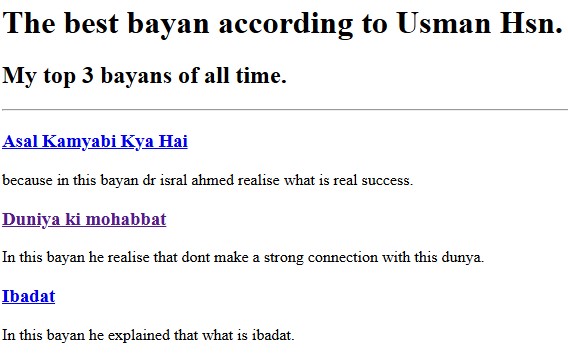 The best bayan according to Usman Hsn.
My top 3 bayans of all time.
Asal Kamyabi Kya Hai
because in this bayan dr isral ahmed realise what is real success.
Duniya ki mohabbat
In this bayan he realise that dont make a strong connection with this dunya.
Ibadat
In this bayan he explained that what is ibadat.